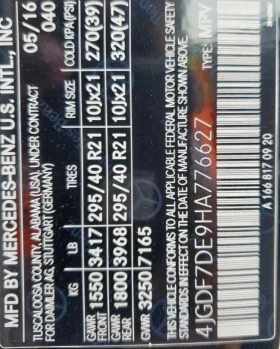 MFD BY MERCEDES-BENZ U.S. INTL., INC
TUSCALOOSA COUNTY, ALABAMA (USA), UNDER CONTRACT 05/16
FOR DAIMLER AG, STUTTGART (GERMANY) 040
KG LB TIRES RIM SIZE COLD KPA(PSI)
GAWR FRONT 1550 3417 295/40 R21 10Jx21 270(39)
GAWR REAR 1800 3968 295/40 R21 10Jx21 320(47)
GVWR 3250 7165
THIS VEHICLE CONFORMS TO ALL APPLICABLE FEDERAL MOTOR VEHICLE SAFETY
STANDARDS IN EFFECT ON THE DATE OF MANUFACTURE SHOWN ABOVE.
4JGDF7DE9HA776627 TYPE: MPV
A 166 817 09 20